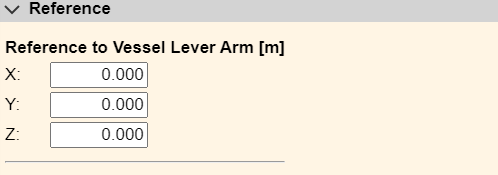 Reference
Reference to Vessel Lever Arm [m]
X: 0.000
Y: 0.000
Z: 0.000